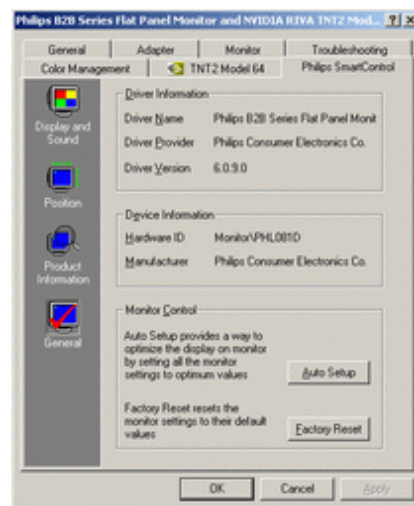 Philips B2B Series Flat Panel Monitor and NVIDIA RIVA TNT2 Mod...
General Adapter Monitor Troubleshooting
Color Management TNT2 Model 64 Philips SmartControl
Display and
Sound
Position
Product
Information
General
Driver Information
Driver Name Philips B2B Series Flat Panel Monit
Driver Provider Philips Consumer Electronics Co.
Driver Version 6.0.9.0
Device Information
Hardware ID Monitor\PHL081D
Manufacturer Philips Consumer Electronics Co.
Monitor Control
Auto Setup provides a way to
optimize the display on monitor
by setting all the monitor
settings to optimum values
Auto Setup
Factory Reset resets the
monitor settings to their default
values
Factory Reset
OK Cancel Apply